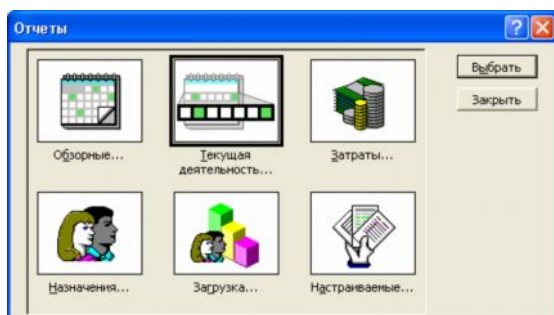 Отчеты
Выбрать
Закрыть
Обзорные...
Текущая
деятельность...
Затраты...
Назначения...
Загрузка...
Настраиваемые...